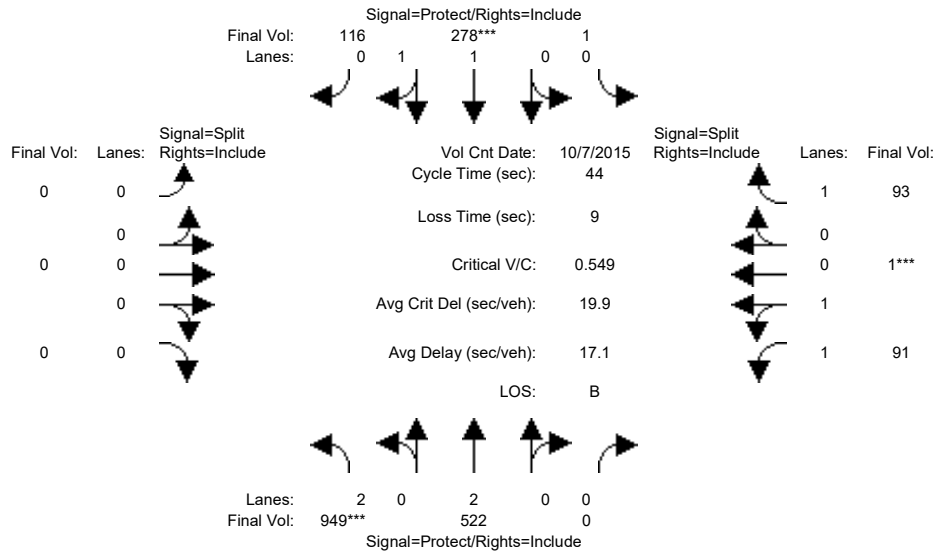 Signal=Protect/Rights=Include
Final Vol: 116 278*** 1
Lanes: 0 1 1 0 0
Signal=Split Signal=Split
Final Vol: Lanes: Rights=Include Vol Cnt Date: 10/7/2015 Rights=Include Lanes: Final Vol:
Cycle Time (sec): 44
0 0 1 93
Loss Time (sec): 9
0 0
0 0 Critical V/C: 0.549 0 1***
0 Avg Crit Del (sec/veh): 19.9 1
0 0 Avg Delay (sec/veh): 17.1 1 91
LOS: B
Lanes: 2 0 2 0 0
Final Vol: 949*** 522 0
Signal=Protect/Rights=Include